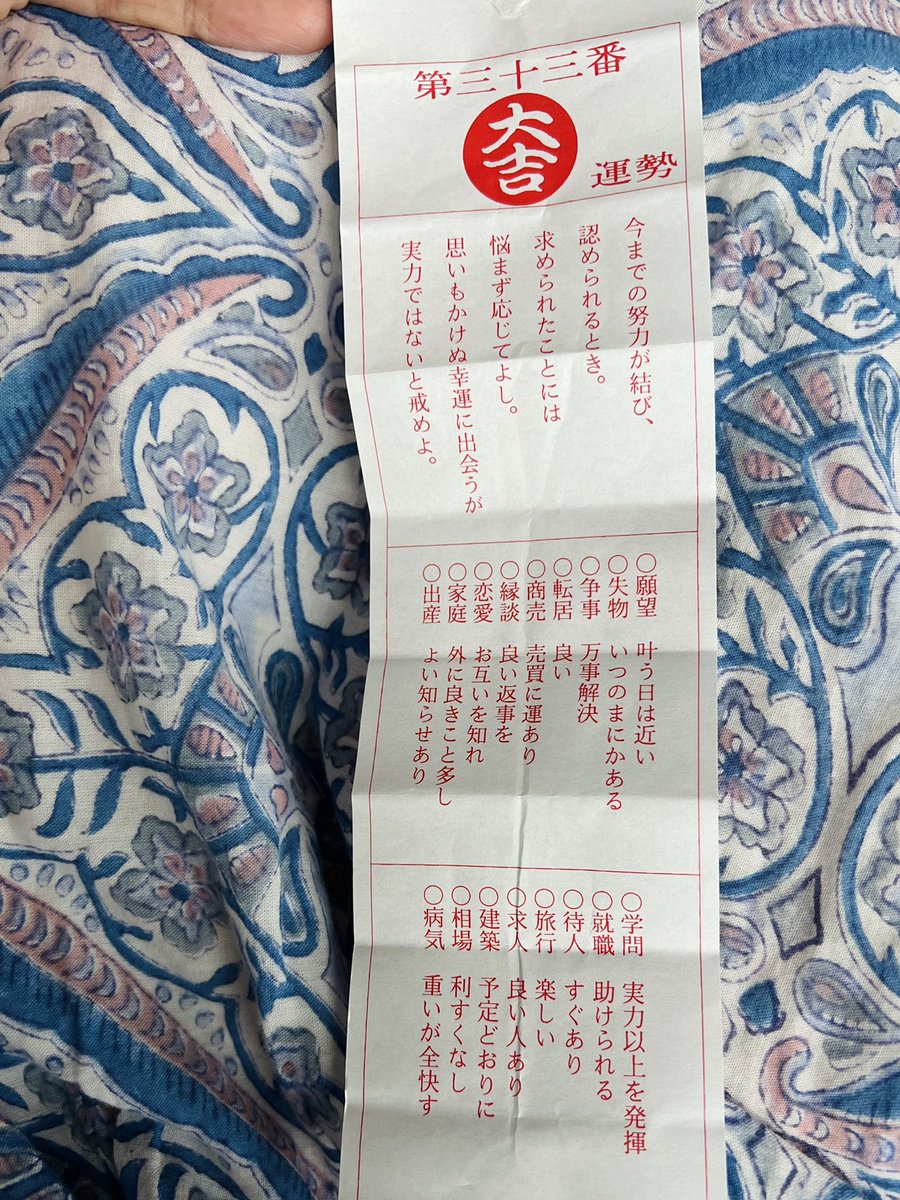 第三十三番
大吉
運勢
今までの努力が結び、
認められるとき。
求められたことには
悩まず応じてよし。
思いもかけぬ幸運に出会うが
実力ではないと戒めよ。
○願望 叶う日は近い
○失物 いつのまにかある
○争事 万事解決
○転居 良い
○商売 売買に運あり
○縁談 良い返事を
○恋愛 お互いを知れ
○家庭 外に良きこと多し
○出産 よい知らせあり
○学問 実力以上を発揮
○就職 助けられる
○待人 すぐあり
○旅行 楽しい
○求人 良い人あり
○建築 予定どおりに
○相場 利すくなし
○病気 重いが全快す